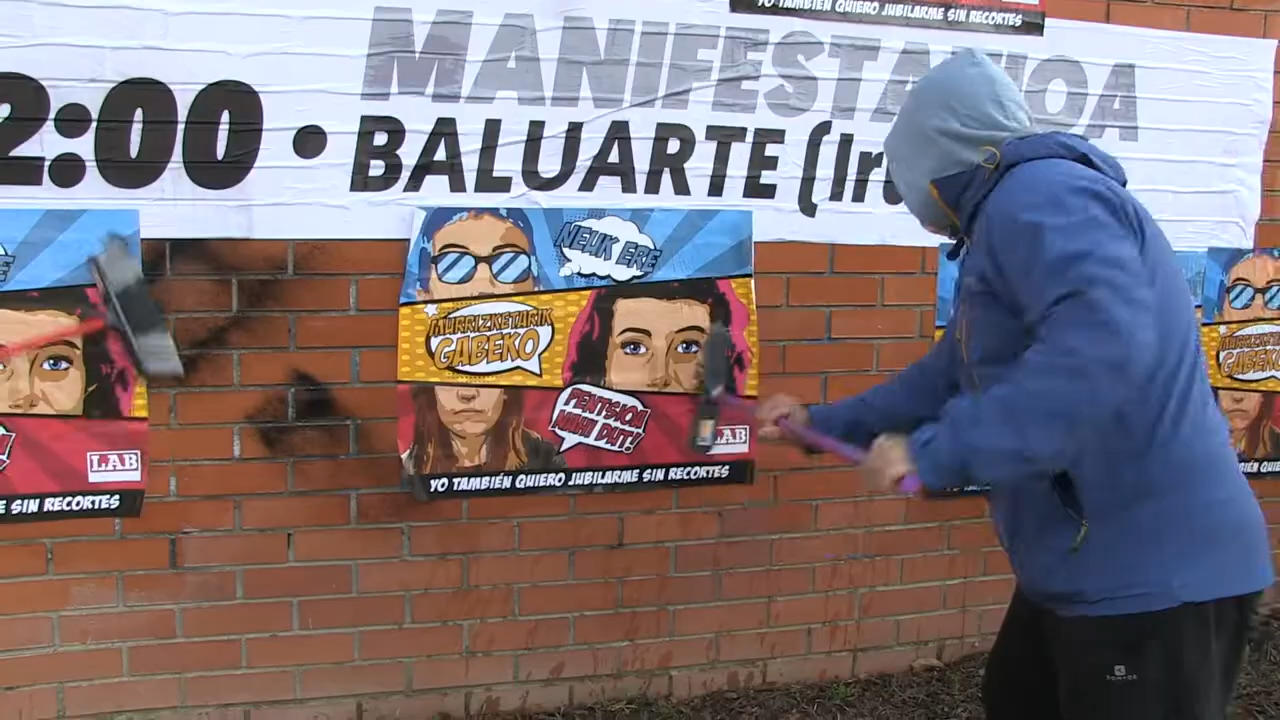 YO TAMBIÉN QUIERO JUBILARME SIN RECORTES
MANIFESTAZIOA
2:00 • BALUARTE (Iru
NEUK ERE
MURRIZKETARIK
GABEKO
PENTSIOA
NAHI DUT!
LAB
YO TAMBIÉN QUIERO JUBILARME SIN RECORTES
LAB
E SIN RECORTES
MURRIZKETARIK
GABEKO